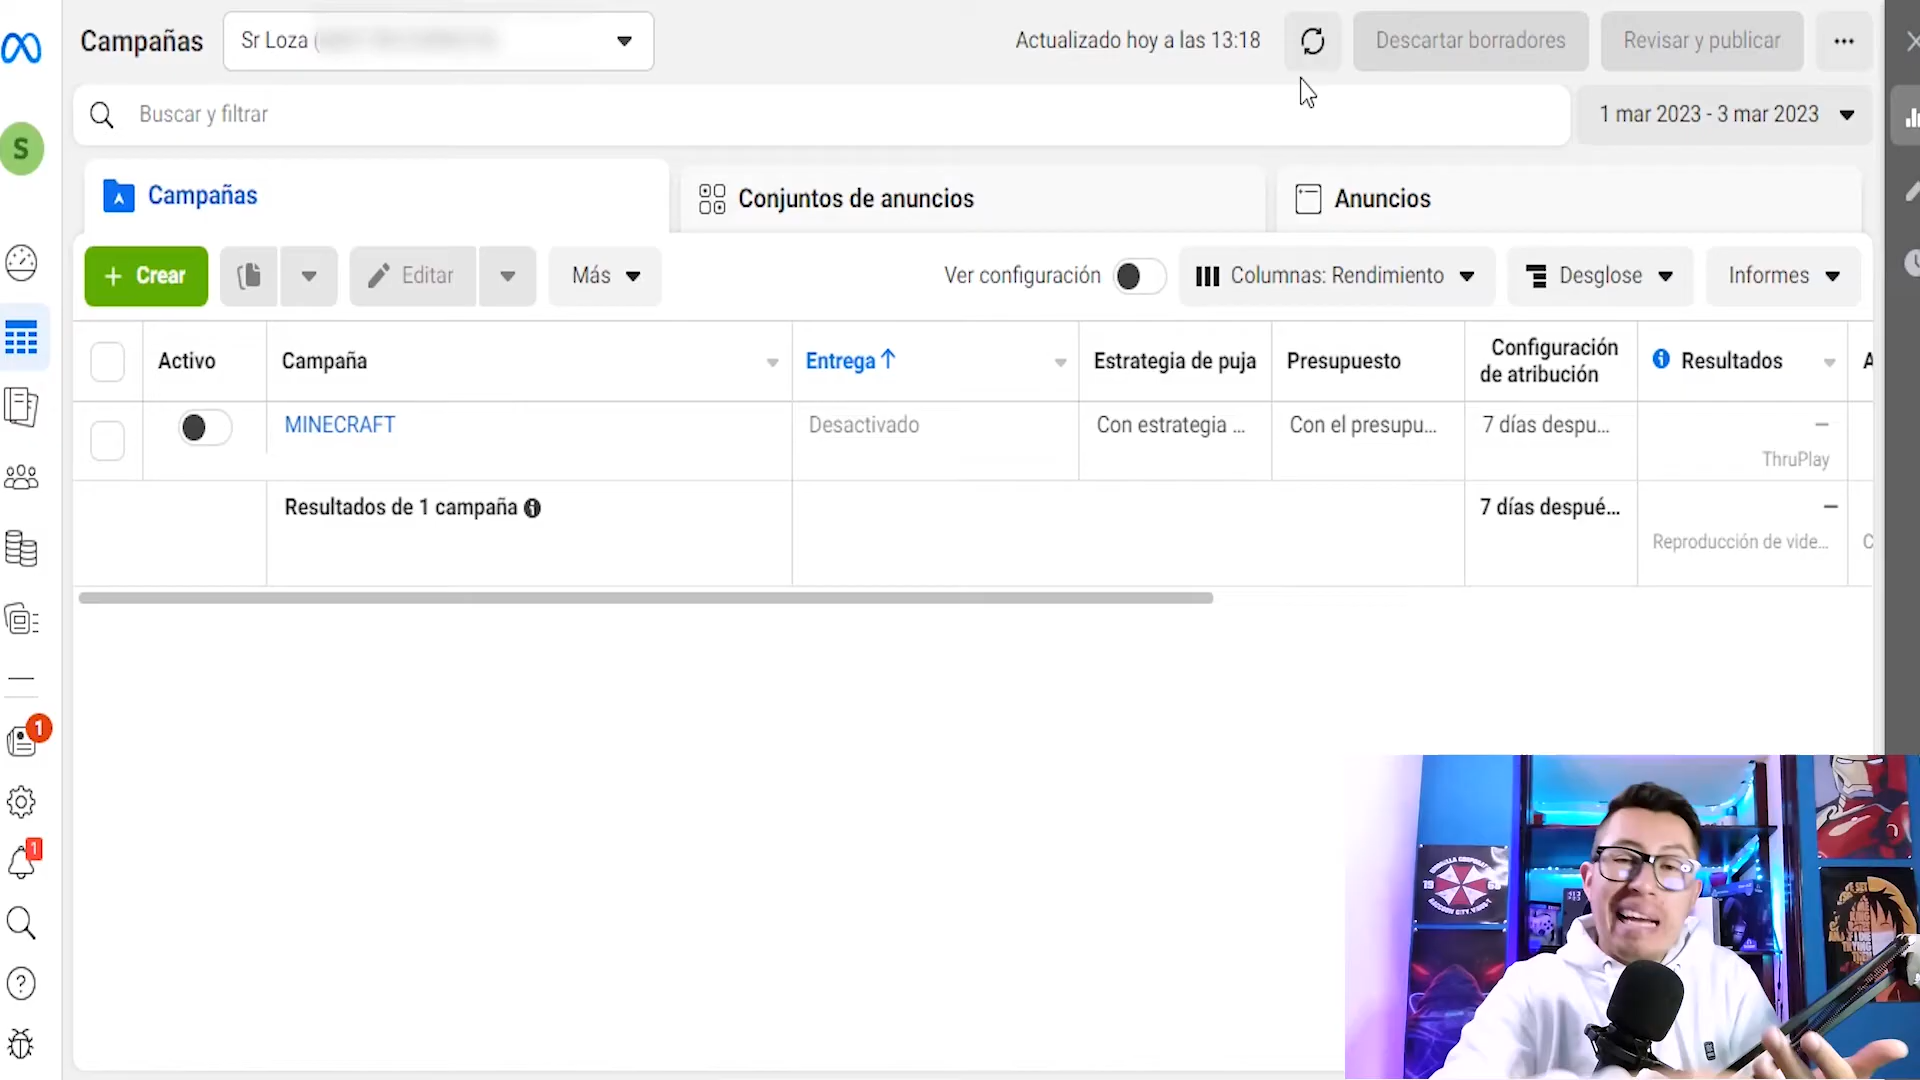 Campañas
Sr Loza (
Actualizado hoy a las 13:18
Descartar borradores
Revisar y publicar
Buscar y filtrar
1 mar 2023 - 3 mar 2023
S
Campañas
Conjuntos de anuncios
Anuncios
+ Crear
Editar
Más
Ver configuración
Columnas: Rendimiento
Desglose
Informes
Activo
Campaña
Entrega
Estrategia de puja
Presupuesto
Configuración
de atribución
Resultados
A
MINECRAFT
Desactivado
Con estrategia ...
Con el presupu...
7 días despu...
—
ThruPlay
Resultados de 1 campaña
7 días despué...
—
Reproducción de vide...
C
1
1